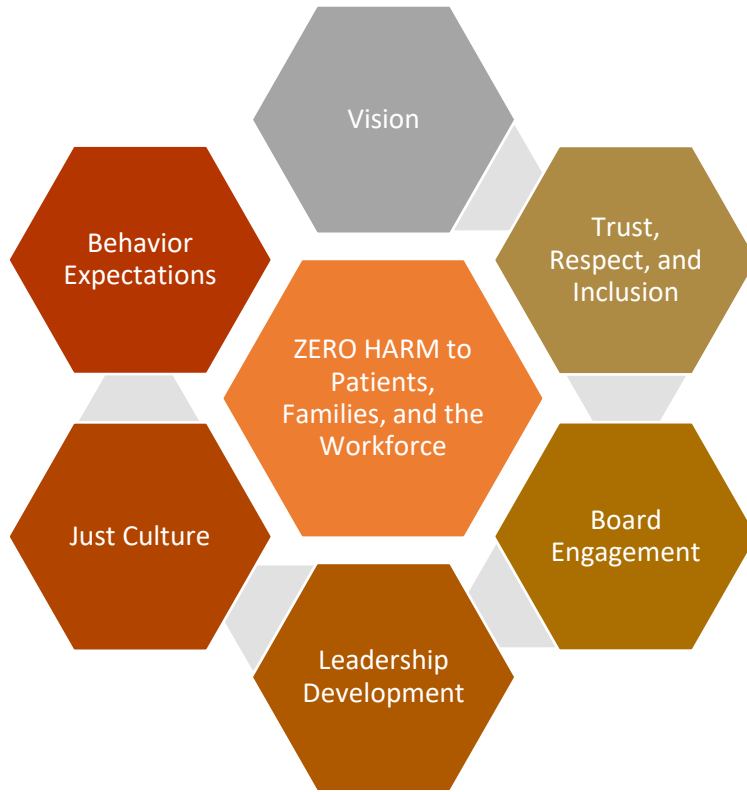 Vision
Trust,
Respect, and
Inclusion
Board
Engagement
Leadership
Development
Just Culture
Behavior
Expectations
ZERO HARM to
Patients,
Families, and the
Workforce